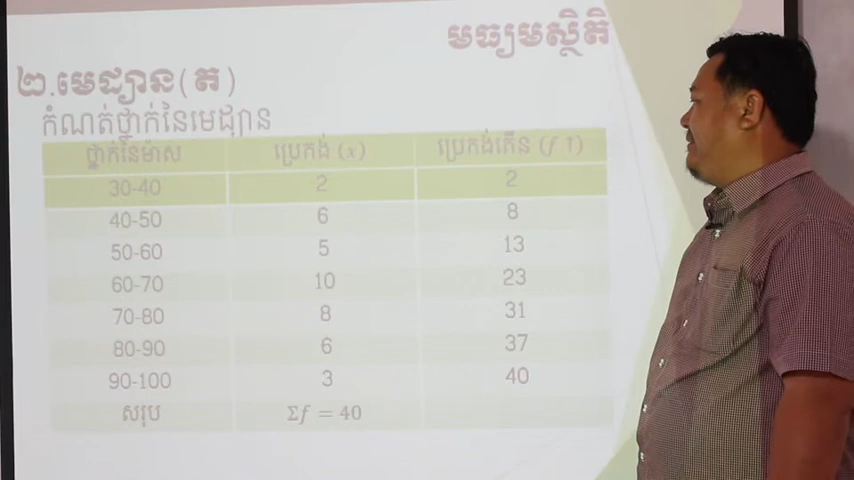 មធ្យមស្ថិតិ
២.មេដ្យាន(ត)
កំណត់ថ្នាក់នៃមេដ្យាន
ថ្នាក់នៃម៉ាស ប្រេកង់ (x) ប្រេកង់កើន (f↑)
30-40 2 2
40-50 6 8
50-60 5 13
60-70 10 23
70-80 8 31
80-90 6 37
90-100 3 40
សរុប Σf = 40